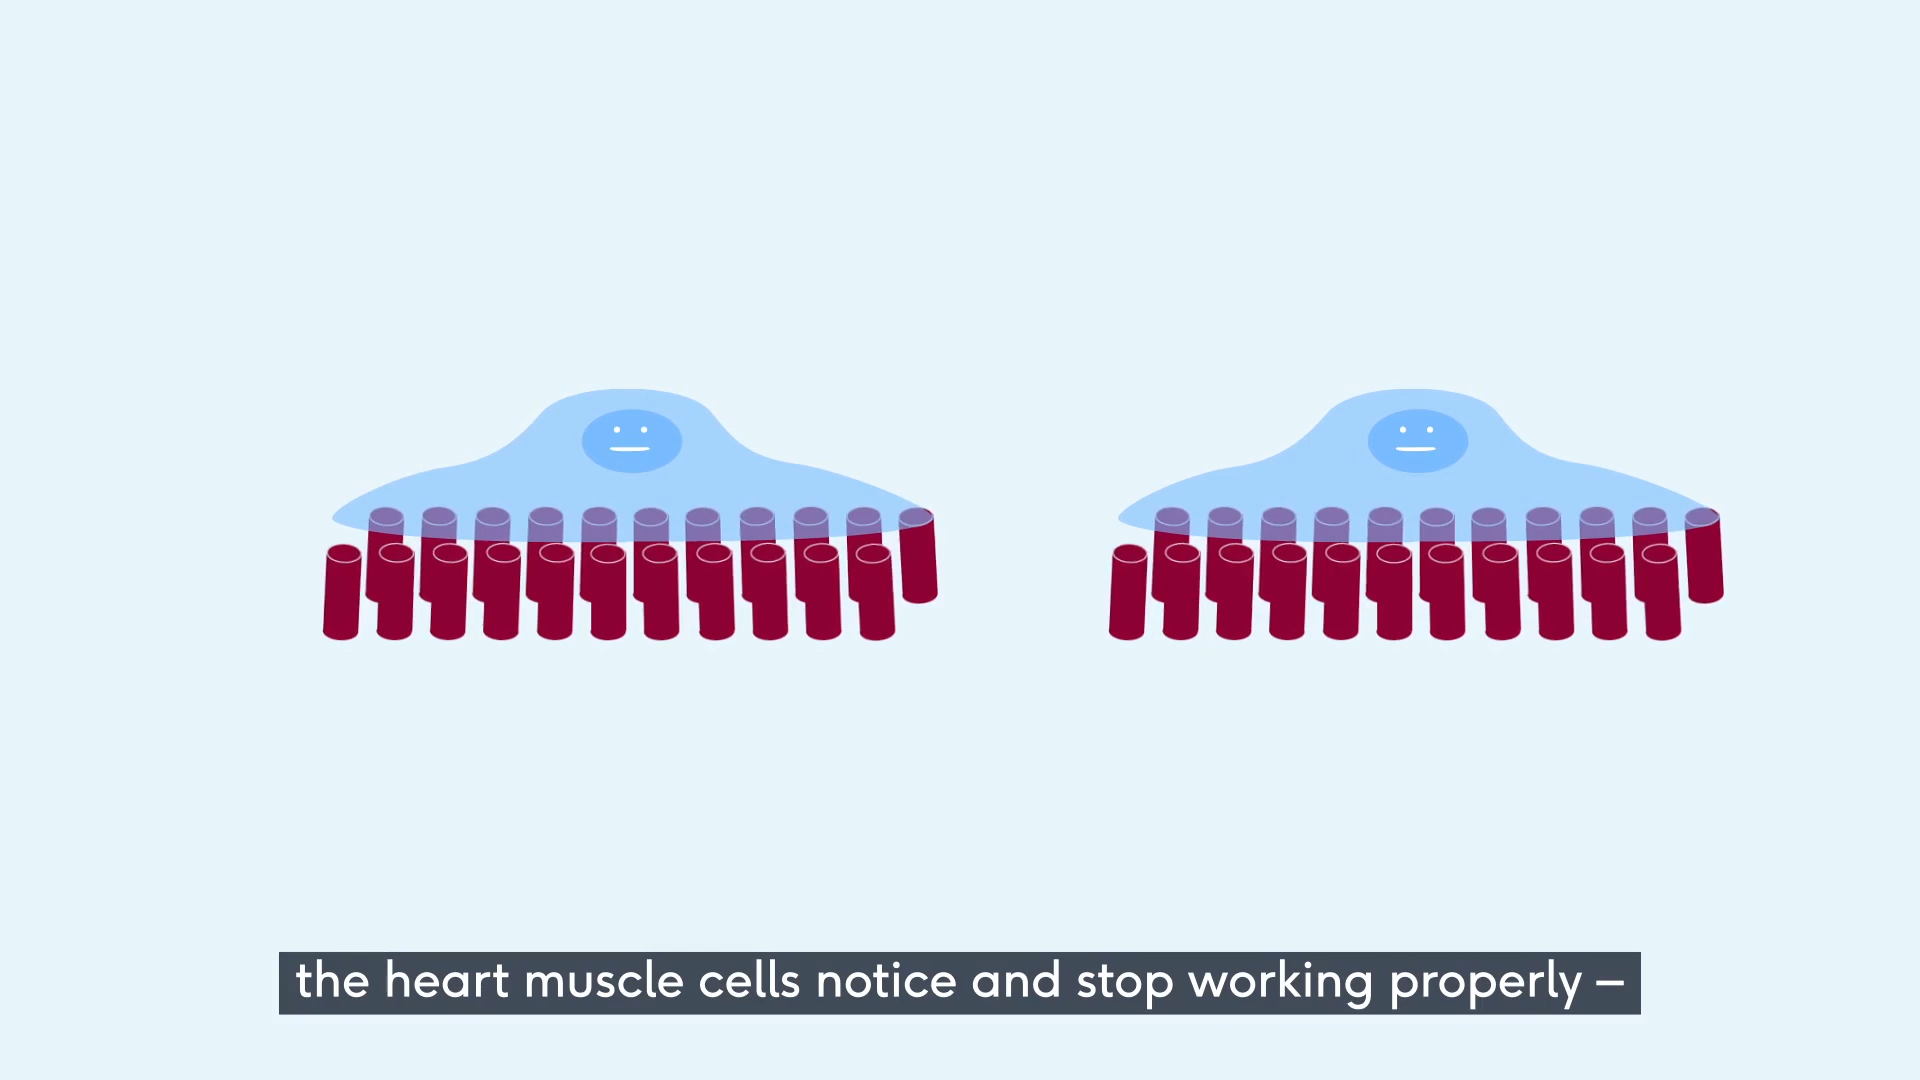 the heart muscle cells notice and stop working properly –